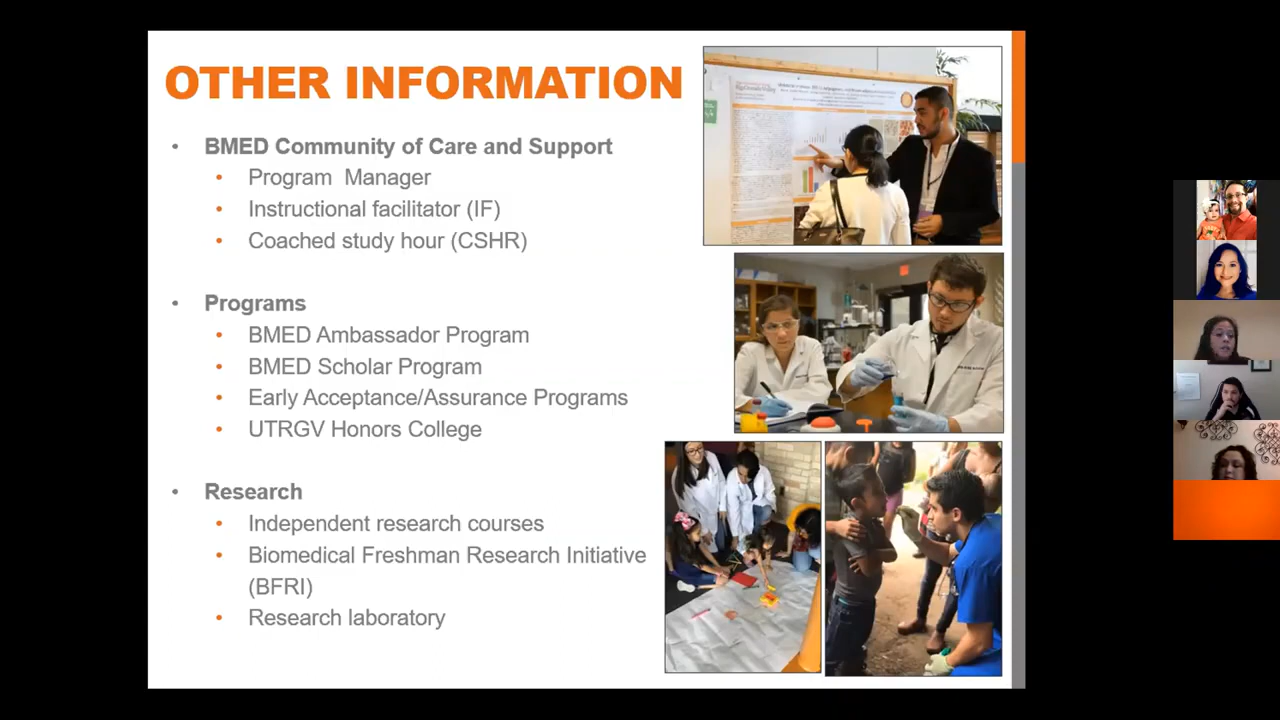 OTHER INFORMATION
• BMED Community of Care and Support
• Program Manager
• Instructional facilitator (IF)
• Coached study hour (CSHR)
• Programs
• BMED Ambassador Program
• BMED Scholar Program
• Early Acceptance/Assurance Programs
• UTRGV Honors College
• Research
• Independent research courses
• Biomedical Freshman Research Initiative
(BFRI)
• Research laboratory